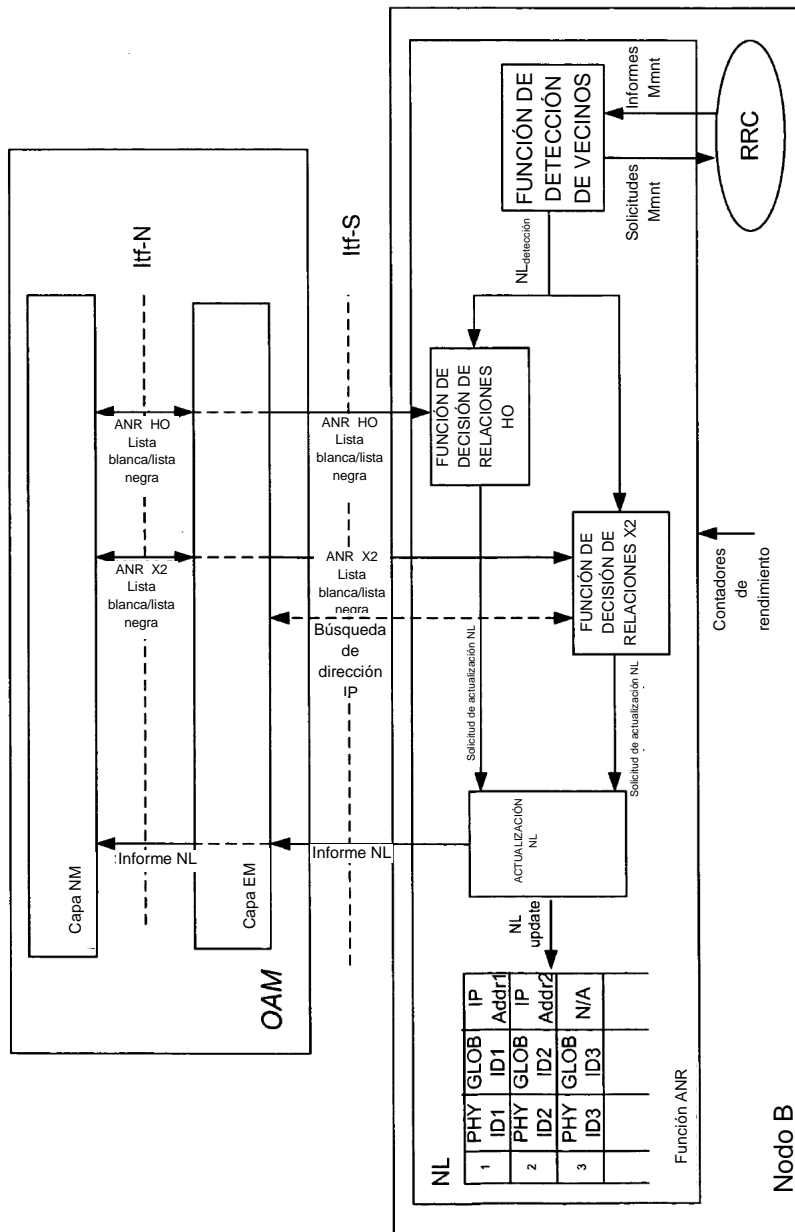 OAM
Capa NM
Itf-N
Capa EM
Itf-S
Informe NL
ANR X2
Lista
blanca/lista
negra
ANR HO
Lista
blanca/lista
negra
Informe NL
Búsqueda
de
dirección
IP
ANR X2
Lista
blanca/lista
negra
ANR HO
Lista
blanca/lista
negra
NL
1
PHY
ID1
GLOB
ID1
IP
Addr1
2
PHY
ID2
GLOB
ID2
IP
Addr2
3
PHY
ID3
GLOB
ID3
N/A
NL
update
ACTUALIZACIÓN
NL
Solicitud de actualización NL
Solicitud de actualización NL
FUNCIÓN DE
DECISIÓN DE
RELACIONES
HO
FUNCIÓN DE
DECISIÓN DE
RELACIONES X2
NLdetección
FUNCIÓN DE
DETECCIÓN
DE VECINOS
Solicitudes
Mmnt
Informes
Mmnt
RRC
Contadores
de
rendimiento
Función ANR
Nodo B